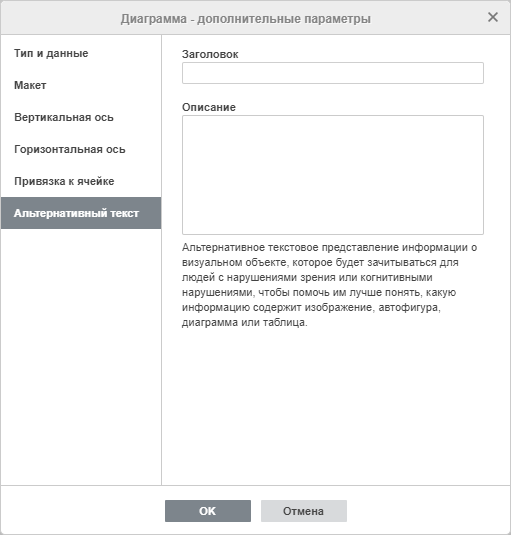 Диаграмма - дополнительные параметры
Тип и данные
Макет
Вертикальная ось
Горизонтальная ось
Привязка к ячейке
Альтернативный текст
Заголовок
Описание
Альтернативное текстовое представление информации о
визуальном объекте, которое будет зачитываться для
людей с нарушениями зрения или когнитивными
нарушениями, чтобы помочь им лучше понять, какую
информацию содержит изображение, автофигура,
диаграмма или таблица.
OK
Отмена